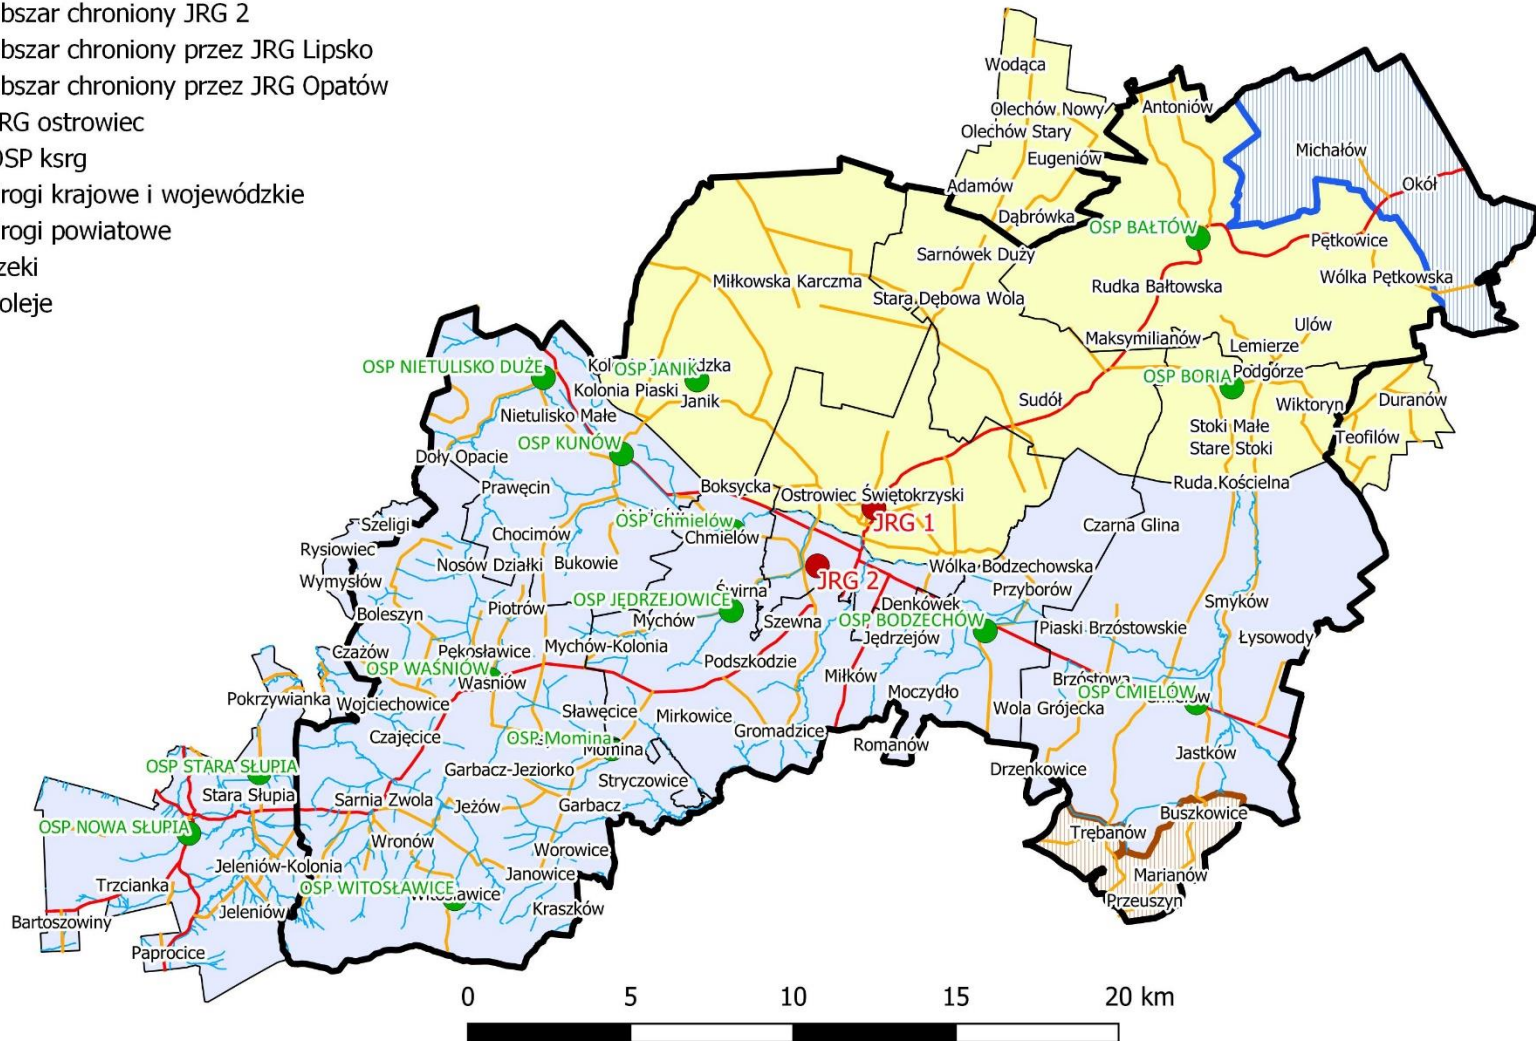 bszar chroniony JRG 2
bszar chroniony przez JRG Lipsko
bszar chroniony przez JRG Opatów
RG ostrowiec
OSP ksrg
rogi krajowe i wojewódzkie
rogi powiatowe
zeki
oleje
Wodąca
Olechów Nowy
Antoniów
Olechów Stary
Eugeniów
Michałów
Adamów
Okół
Dąbrówka
OSP BAŁTÓW
Pętkowice
Sarnówek Duży
Miłkowska Karczma
Rudka Bałtowska
Wólka Pętkowska
Stara Dębowa Wola
Ulów
Maksymilianów
Lemierze
OSP NIETULISKO DUŻE
OSP JANIK
Podgórze
OSP BORIA
Kolonia Piaski
Janik
Sudół
Duranów
Wiktoryn
Nietulisko Małe
Stoki Małe
OSP KUNÓW
Teofilów
Stare Stoki
Doły Opacie
Ruda Kościelna
Prawęcin
Boksycka
Ostrowiec Świętokrzyski
Szeligi
OSP Chmielów
JRG 1
Czarna Glina
Chocimów
Chmielów
Rysiowiec
Nosów
Działki
Bukowie
Wólka Bodzechowska
Wymysłów
JRG 2
Przyborów
Świrna
OSP JĘDRZEJOWICE
Denkówek
Smyków
Boleszyn
Piotrów
Mychów
Szewna
OSP BODZECHÓW
Piaski Brzóstowskie
Jędrzejów
Łysowody
Czażów
Pękosławice
Mychów-Kolonia
OSP WAŚNIÓW
Podszkodzie
Waśniów
Miłków
Brzóstowa
Moczydło
OSP ĆMIELÓW
Pokrzywianka
Wojciechowice
Sławęcice
Mirkowice
Wola Grójecka
Czajęcice
OSP Momina
Gromadzice
Momina
Romanów
Jastków
OSP STARA SŁUPIA
Garbacz-Jeziorko
Stryczowice
Drzenkowice
Stara Słupia
Sarnia Zwola
Jeżów
Garbacz
Buszkowice
OSP NOWA SŁUPIA
Trębanów
Wronów
Worowice
Jeleniów-Kolonia
Janowice
Marianów
Trzcianka
OSP WITOSŁAWICE
Przeuszyn
Jeleniów
Kraszków
Bartoszowiny
Paprocice
0 5 10 15 20 km